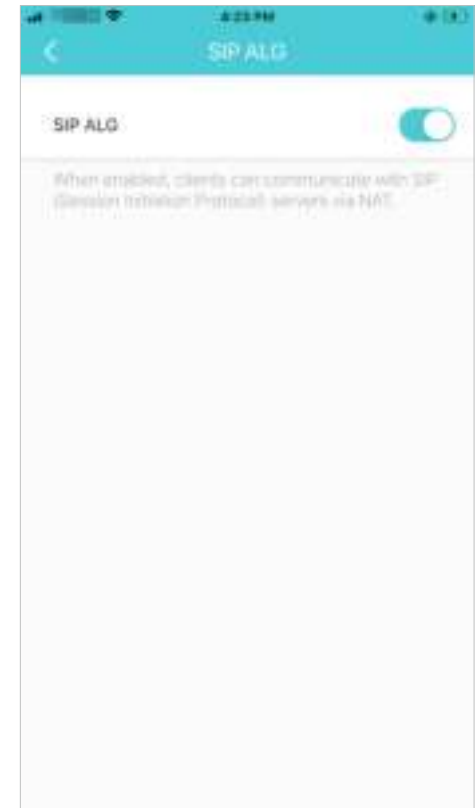 4:23 PM
SIP ALG
SIP ALG
When enabled, clients can communicate with SIP
(Session Initiation Protocol) servers via NAT.